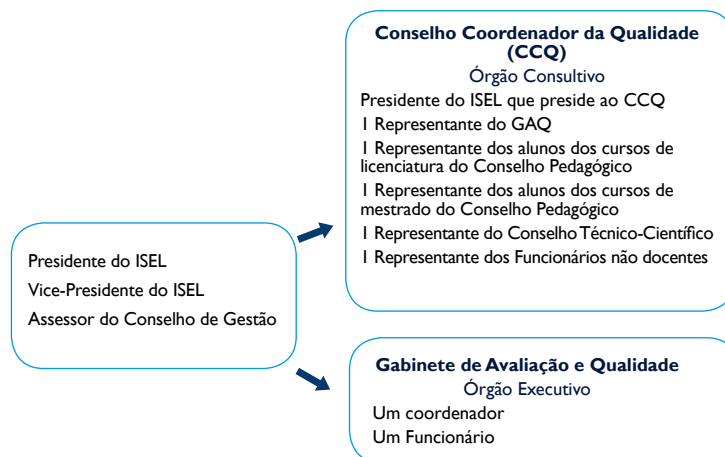 Conselho Coordenador da Qualidade
(CCQ)
Órgão Consultivo
Presidente do ISEL que preside ao CCQ
1 Representante do GAQ
1 Representante dos alunos dos cursos de
licenciatura do Conselho Pedagógico
1 Representante dos alunos dos cursos de
mestrado do Conselho Pedagógico
1 Representante do Conselho Técnico-Científico
1 Representante dos Funcionários não docentes
Presidente do ISEL
Vice-Presidente do ISEL
Assessor do Conselho de Gestão
Gabinete de Avaliação e Qualidade
Órgão Executivo
Um coordenador
Um Funcionário